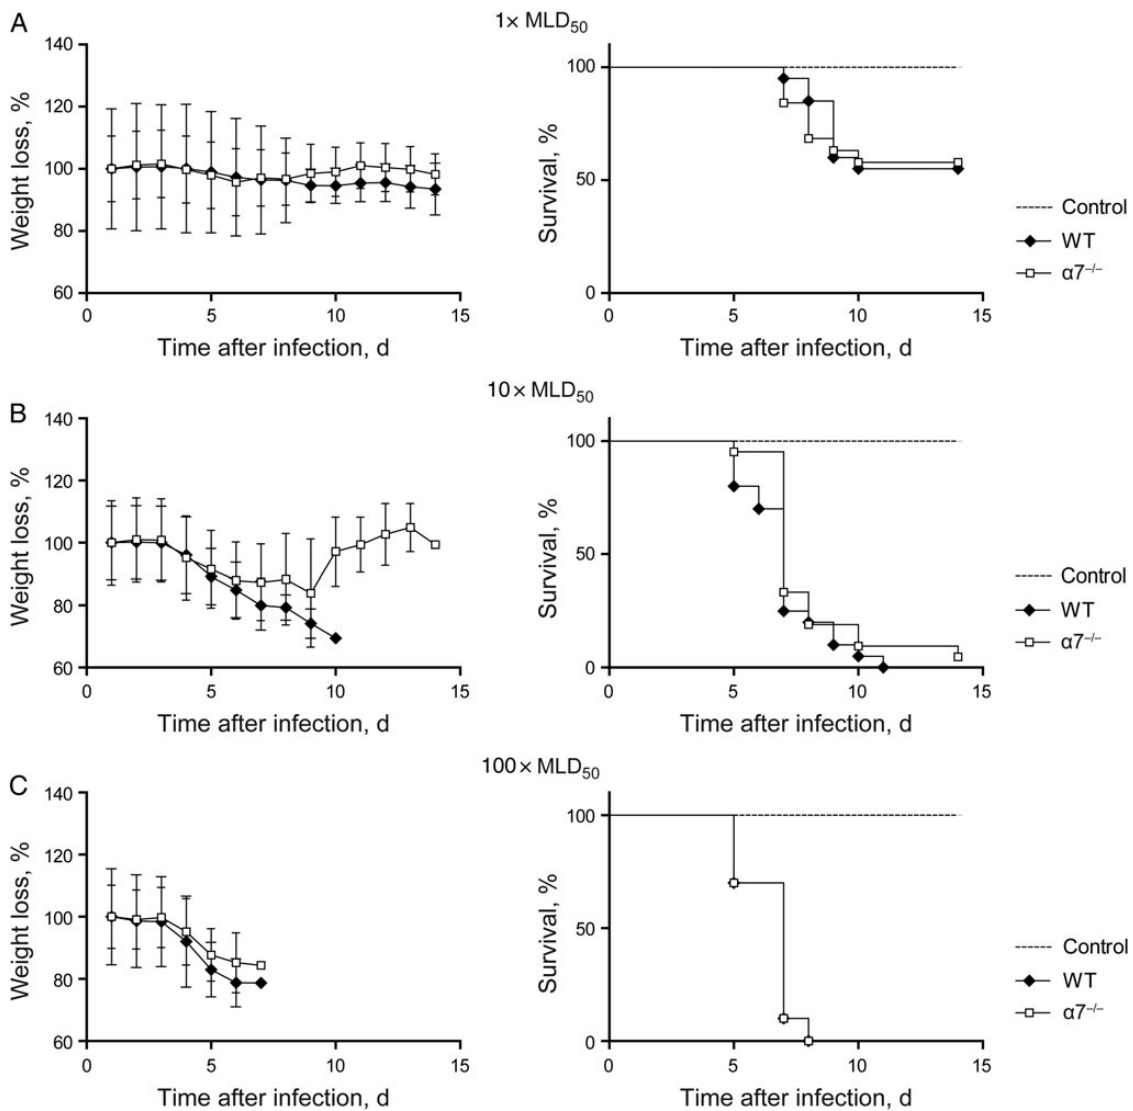 A
1× MLD50
140
120
100
80
60
Weight loss, %
0
5
10
15
Time after infection, d
100
50
0
Survival, %
0
5
10
15
Time after infection, d
Control
WT
α7−/−
B
10× MLD50
140
120
100
80
60
Weight loss, %
0
5
10
15
Time after infection, d
100
50
0
Survival, %
0
5
10
15
Time after infection, d
Control
WT
α7−/−
C
100× MLD50
140
120
100
80
60
Weight loss, %
0
5
10
15
Time after infection, d
100
50
0
Survival, %
0
5
10
15
Time after infection, d
Control
WT
α7−/−